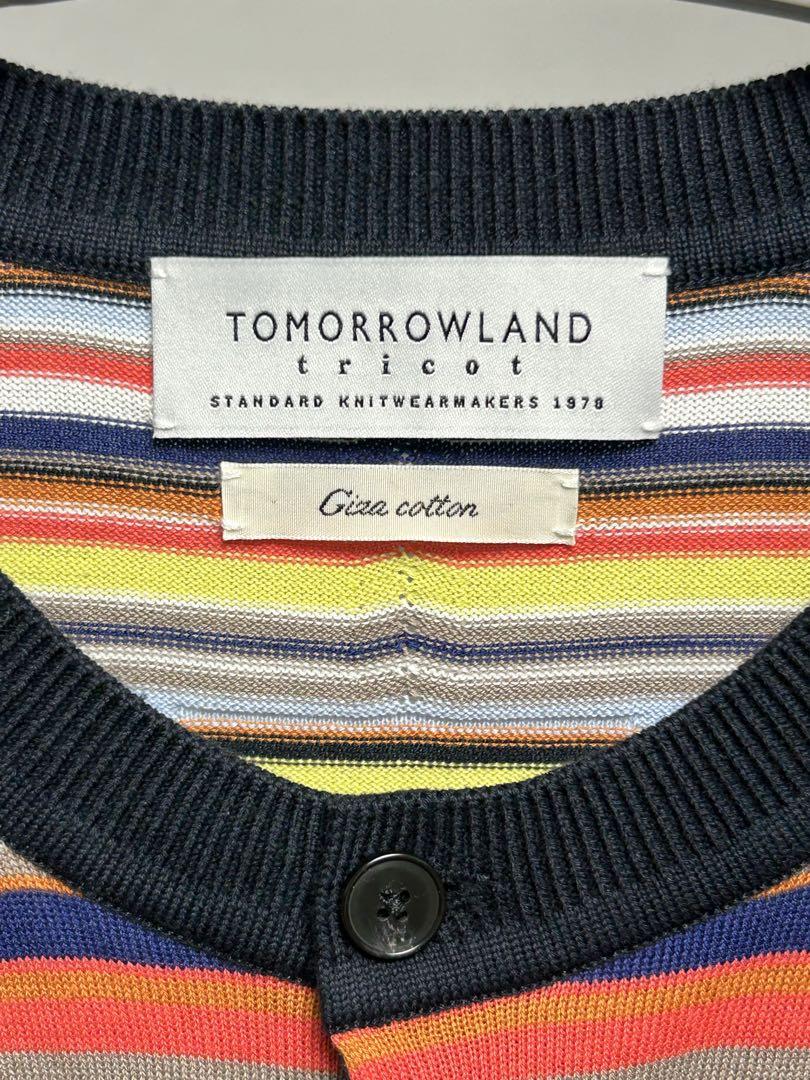 TOMORROWLAND
tricot
STANDARD KNITWEARMAKERS 1978
Giza cotton